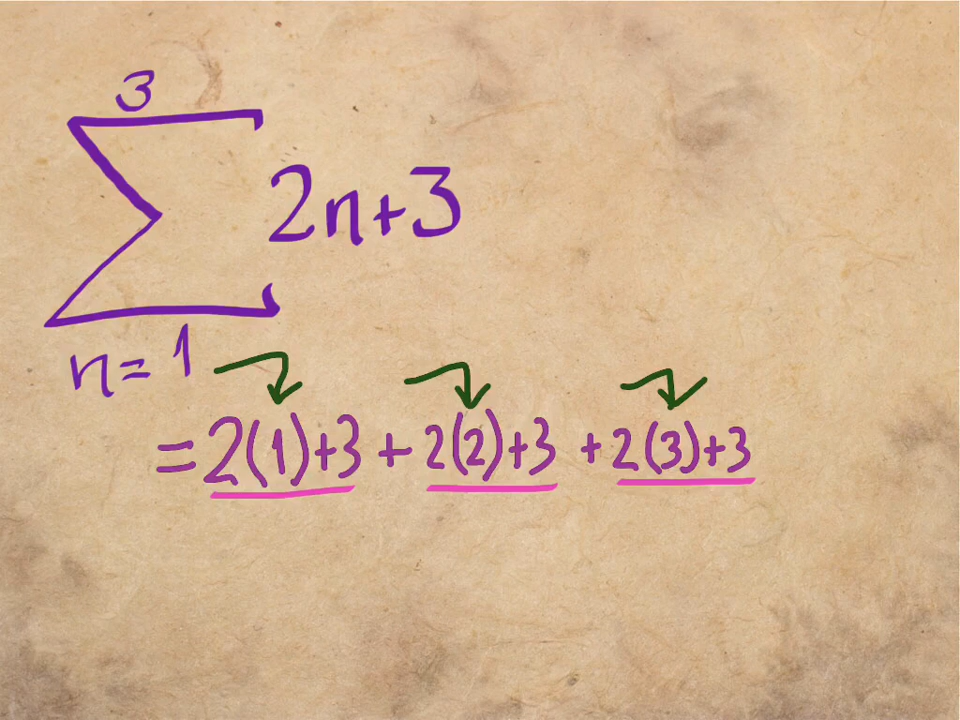 3
∑ 2n+3
n=1
=2(1)+3+2(2)+3+2(3)+3